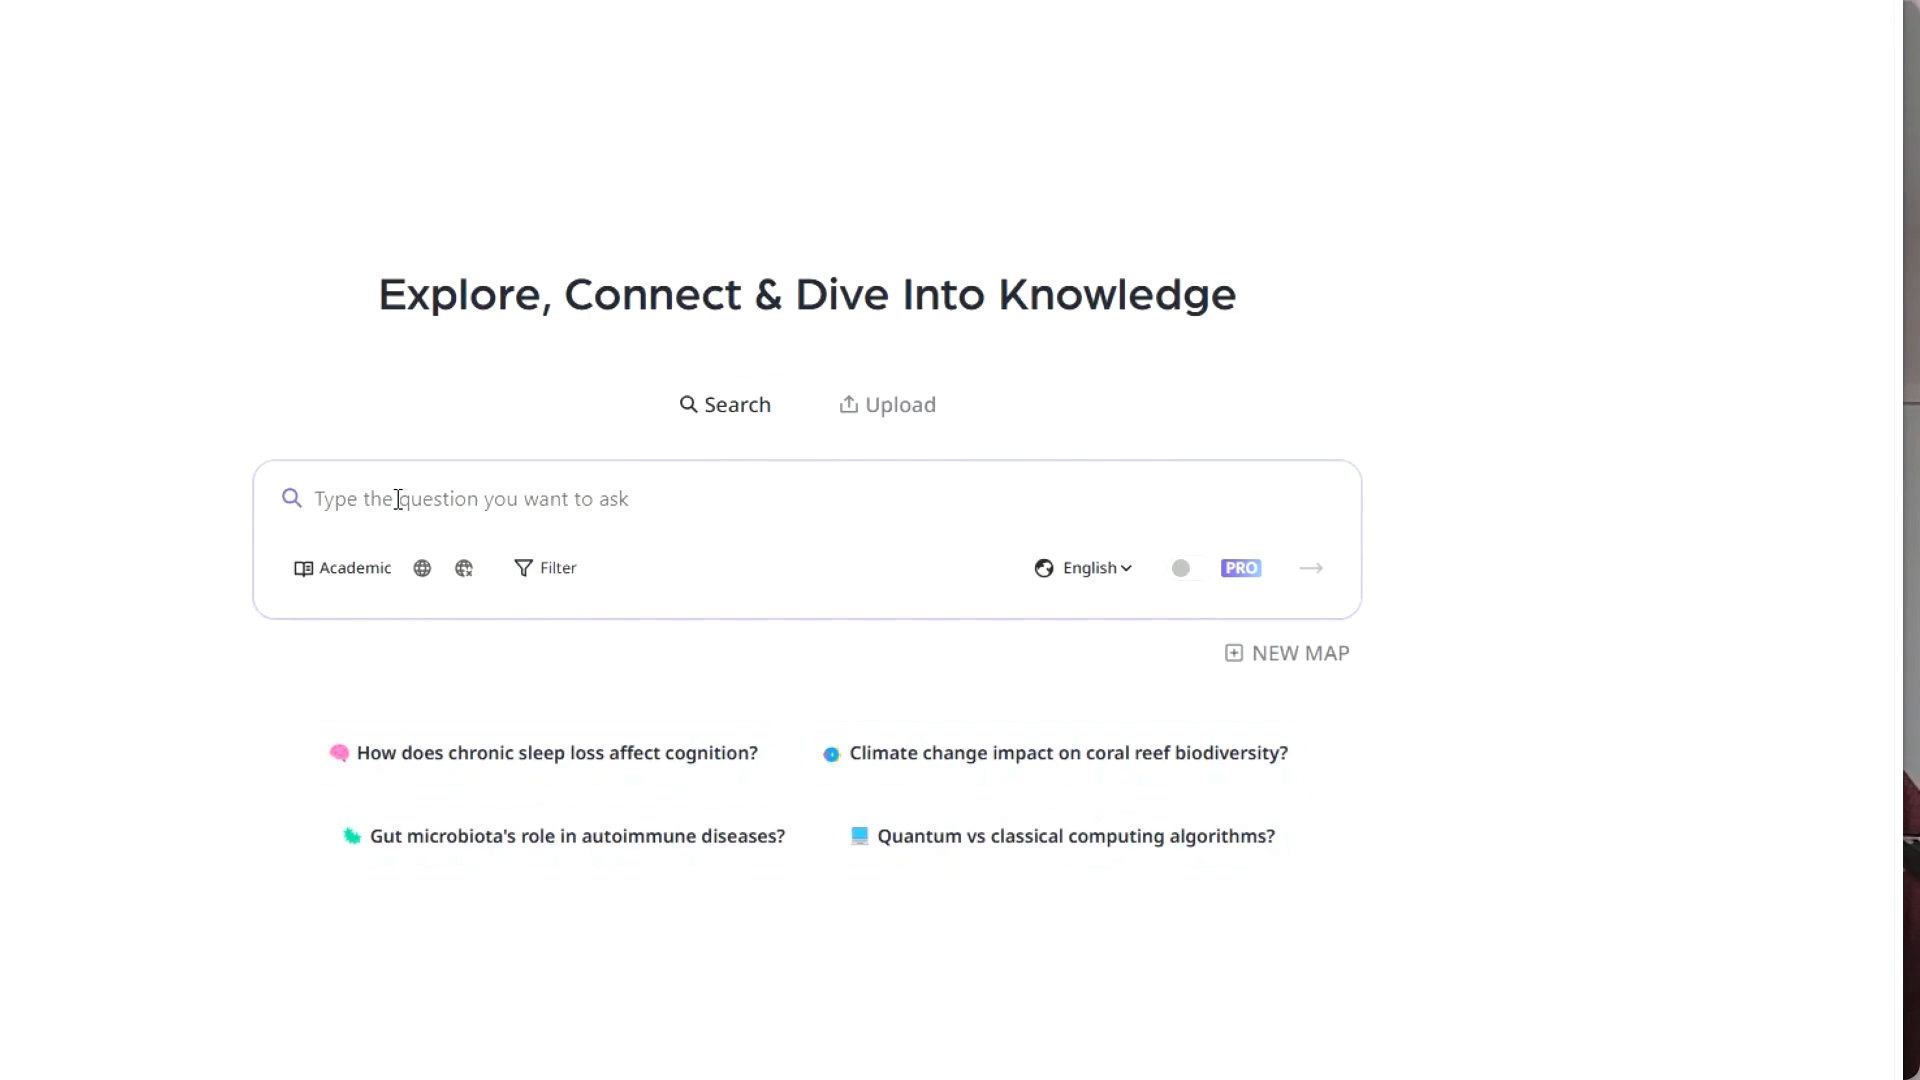 Explore, Connect & Dive Into Knowledge
Search Upload
Type the question you want to ask
Academic Filter English PRO
NEW MAP
How does chronic sleep loss affect cognition? Climate change impact on coral reef biodiversity?
Gut microbiota's role in autoimmune diseases? Quantum vs classical computing algorithms?